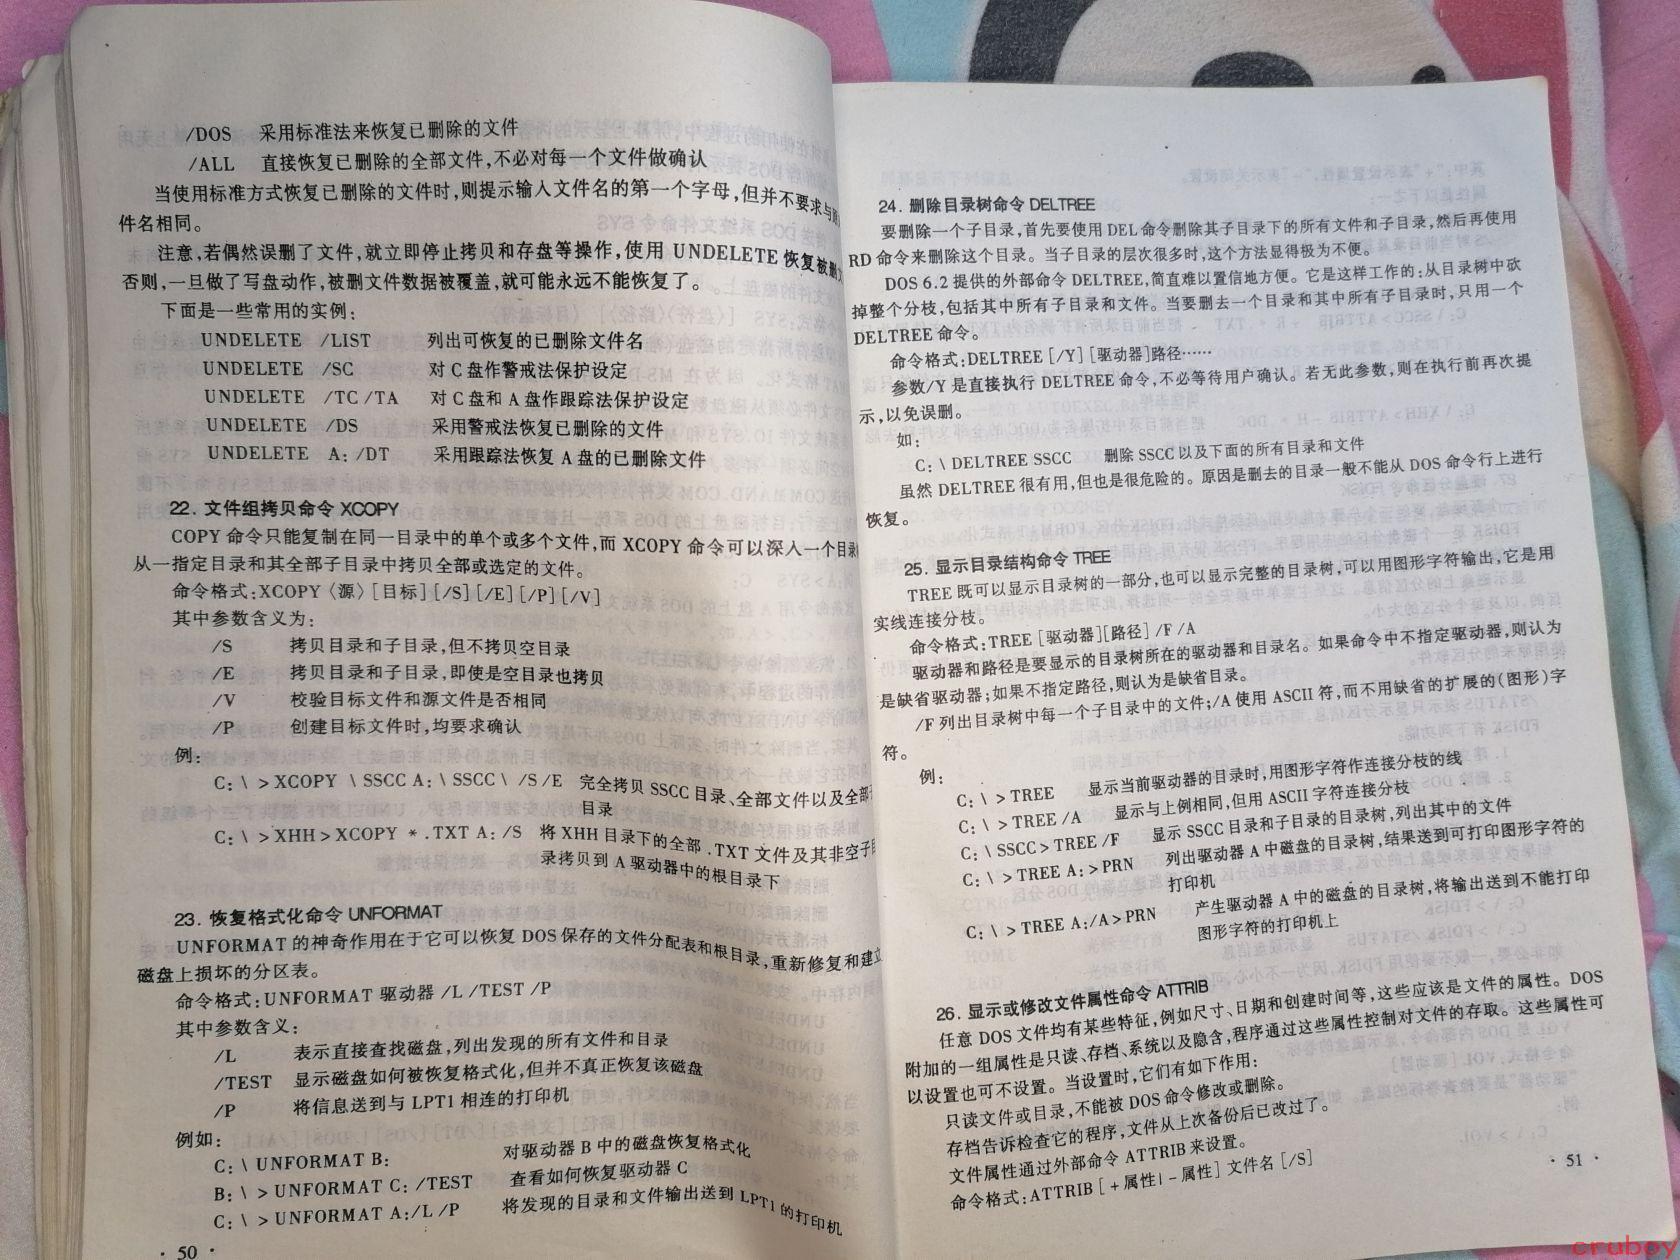 /DOS 采用标准法来恢复已删除的文件
/ALL 直接恢复已删除的全部文件,不必对每一个文件做确认
当使用标准方式恢复已删除的文件时,则提示输入文件名的第一个字母,但并不要求与原
件名相同。
注意,若偶然误删了文件,就立即停止拷贝和存盘等操作,使用 UNDELETE 恢复被删
否则,一旦做了写盘动作,被删文件数据被覆盖,就可能永远不能恢复了。
下面是一些常用的实例:
UNDELETE /LIST 列出可恢复的已删除文件名
UNDELETE /SC 对 C 盘作警戒法保护设定
UNDELETE /TC /TA 对 C 盘和 A 盘作跟踪法保护设定
UNDELETE /DS 采用警戒法恢复已删除的文件
UNDELETE A: /DT 采用跟踪法恢复 A 盘的已删除文件
22. 文件组拷贝命令 XCOPY
COPY 命令只能复制在同一目录中的单个或多个文件,而 XCOPY 命令可以深入一个目录
从一指定目录和其全部子目录中拷贝全部或选定的文件。
命令格式:XCOPY〈源〉[目标][/S][/E][/P][/V]
其中参数含义为:
/S 拷贝目录和子目录,但不拷贝空目录
/E 拷贝目录和子目录,即使是空目录也拷贝
/V 校验目标文件和源文件是否相同
/P 创建目标文件时,均要求确认
例:
C: \ >XCOPY \ SSCC A: \ SSCC \ /S /E 完全拷贝 SSCC 目录、全部文件以及全部子
目录
C: \ >XHH>XCOPY *.TXT A: /S 将 XHH 目录下的全部 .TXT 文件及其非空子目
录拷贝到 A 驱动器中的根目录下
23. 恢复格式化命令 UNFORMAT
UNFORMAT 的神奇作用在于它可以恢复 DOS 保存的文件分配表和根目录,重新修复和建立
磁盘上损坏的分区表。
命令格式:UNFORMAT 驱动器 /L /TEST /P
其中参数含义:
/L 表示直接查找磁盘,列出发现的所有文件和目录
/TEST 显示磁盘如何被恢复格式化,但并不真正恢复该磁盘
/P 将信息送到与 LPT1 相连的打印机
例如:
C: \ UNFORMAT B: 对驱动器 B 中的磁盘恢复格式化
B: \ >UNFORMAT C: /TEST 查看如何恢复驱动器 C
C: \ >UNFORMAT A:/L /P 将发现的目录和文件输出送到 LPT1 的打印机
· 50 ·
24. 删除目录树命令 DELTREE
要删除一个子目录,首先要使用 DEL 命令删除其子目录下的所有文件和子目录,然后再使用
RD 命令来删除这个目录。当子目录的层次很多时,这个方法显得极为不便。
DOS 6.2 提供的外部命令 DELTREE,简直难以置信地方便。它是这样工作的:从目录树中砍
掉整个分枝,包括其中所有子目录和文件。当要删去一个目录和其中所有子目录时,只用一个
DELTREE 命令。
命令格式:DELTREE [/Y] [驱动器]路径……
参数/Y 是直接执行 DELTREE 命令,不必等待用户确认。若无此参数,则在执行前再次提
示,以免误删。
如:
C: \ DELTREE SSCC 删除 SSCC 以及下面的所有目录和文件
虽然 DELTREE 很有用,但也是很危险的。原因是删去的目录一般不能从 DOS 命令行上进行
恢复。
25. 显示目录结构命令 TREE
TREE 既可以显示目录树的一部分,也可以显示完整的目录树,可以用图形字符输出,它是用
实线连接分枝。
命令格式:TREE [驱动器][路径] /F /A
驱动器和路径是要显示的目录树所在的驱动器和目录名。如果命令中不指定驱动器,则认为
是缺省驱动器;如果不指定路径,则认为是缺省目录。
/F 列出目录树中每一个子目录中的文件;/A 使用 ASCII 符,而不用缺省的扩展的(图形)字
符。
例:
C: \ >TREE 显示当前驱动器的目录时,用图形字符作连接分枝的线
C: \ >TREE /A 显示与上例相同,但用 ASCII 字符连接分枝
C: \ SSCC>TREE /F 显示 SSCC 目录和子目录的目录树,列出其中的文件
C: \ >TREE A:>PRN 列出驱动器 A 中磁盘的目录树,结果送到可打印图形字符的
打印机
C: \ >TREE A:/A>PRN 产生驱动器 A 中的磁盘的目录树,将输出送到不能打印
图形字符的打印机上
26. 显示或修改文件属性命令 ATTRIB
任意 DOS 文件均有某些特征,例如尺寸、日期和创建时间等,这些应该是文件的属性。DOS
附加的一组属性是只读、存档、系统以及隐含,程序通过这些属性控制对文件的存取。这些属性可
以设置也可不设置。当设置时,它们有如下作用:
只读文件或目录,不能被 DOS 命令修改或删除。
存档告诉检查它的程序,文件从上次备份后已改过了。
文件属性通过外部命令 ATTRIB 来设置。
命令格式:ATTRIB [ +属性| -属性] 文件名 [/S]
· 51 ·
cruboy